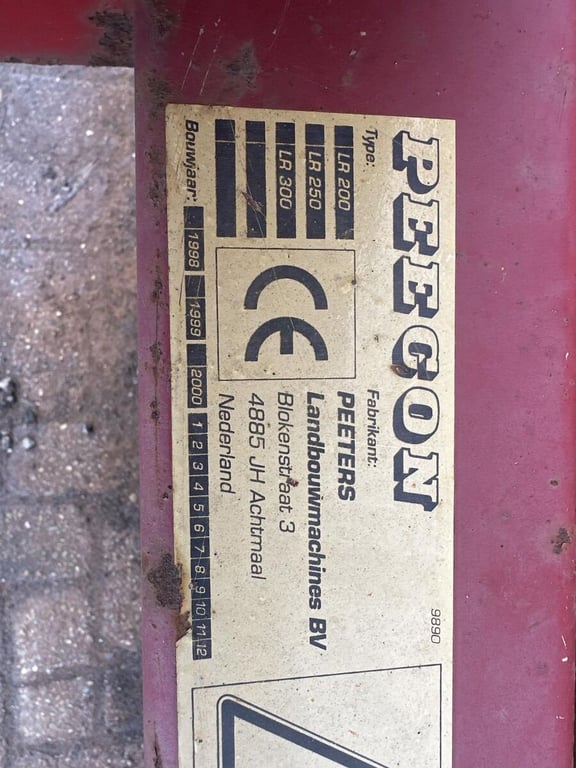 PEECON
Type:
LR 200
LR 250
LR 300
CE
Fabrikant:
PEETERS
Landbouwmachines BV
Blokenstraat 3
4885 JH Achtmaal
Nederland
Bouwjaar: 1998 1999 2000 1 2 3 4 5 6 7 8 9 10 11 12
9890